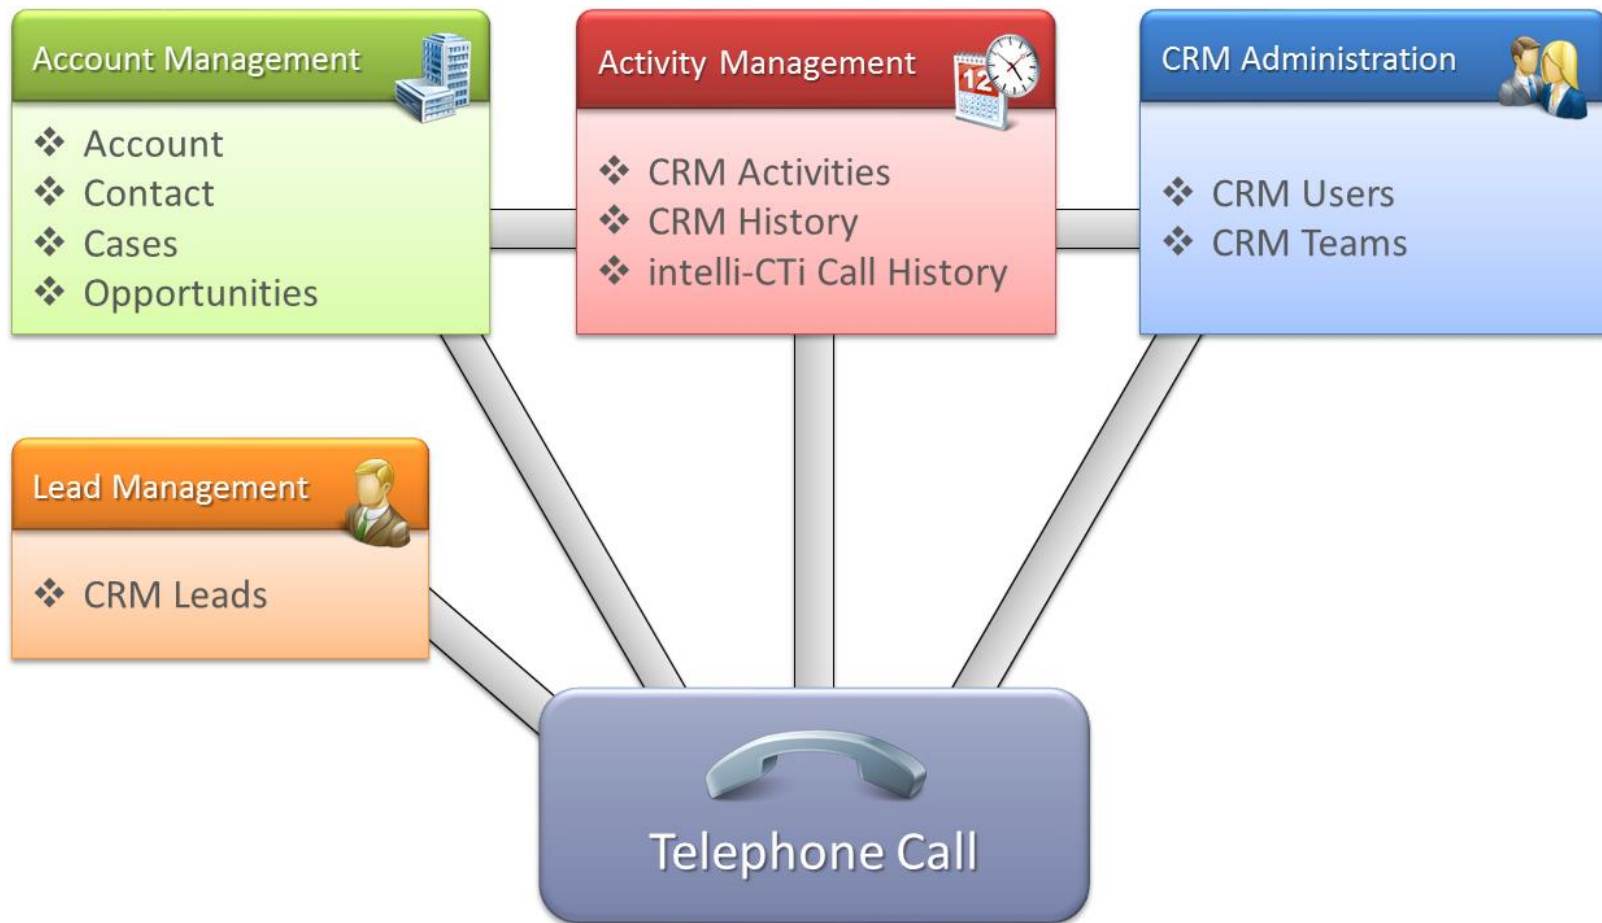 Account Management
Account
Contact
Cases
Opportunities
Activity Management
12
CRM Activities
CRM History
intelli-CTi Call History
CRM Administration
CRM Users
CRM Teams
Lead Management
CRM Leads
Telephone Call